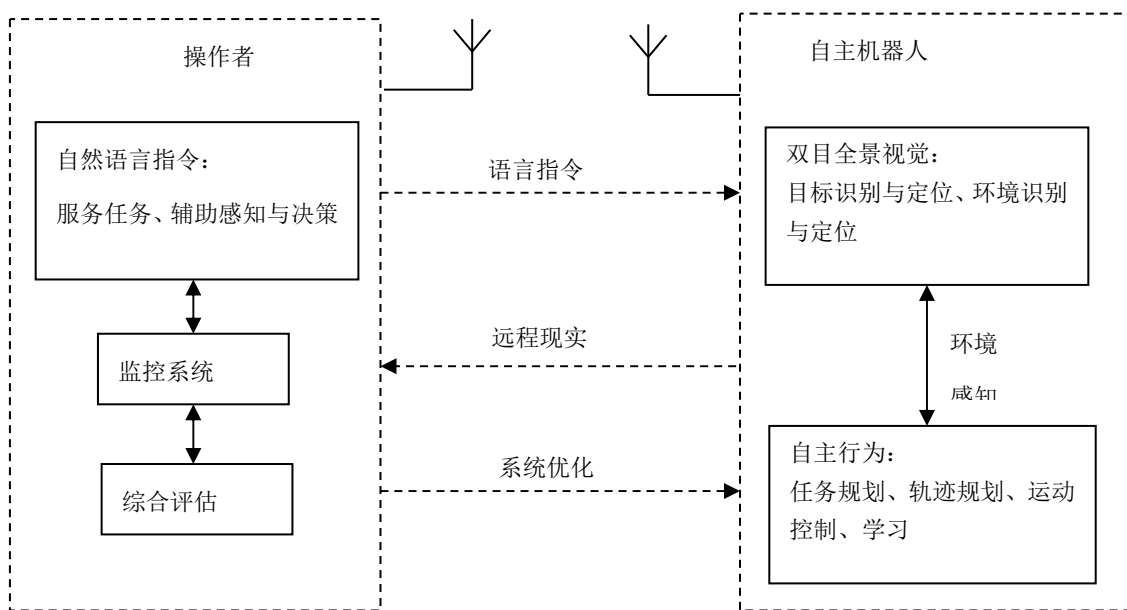 操作者
自然语言指令：
服务任务、辅助感知与决策
监控系统
综合评估
语言指令
远程现实
系统优化
自主机器人
双目全景视觉：
目标识别与定位、环境识别
与定位
环境
感知
自主行为：
任务规划、轨迹规划、运动
控制、学习